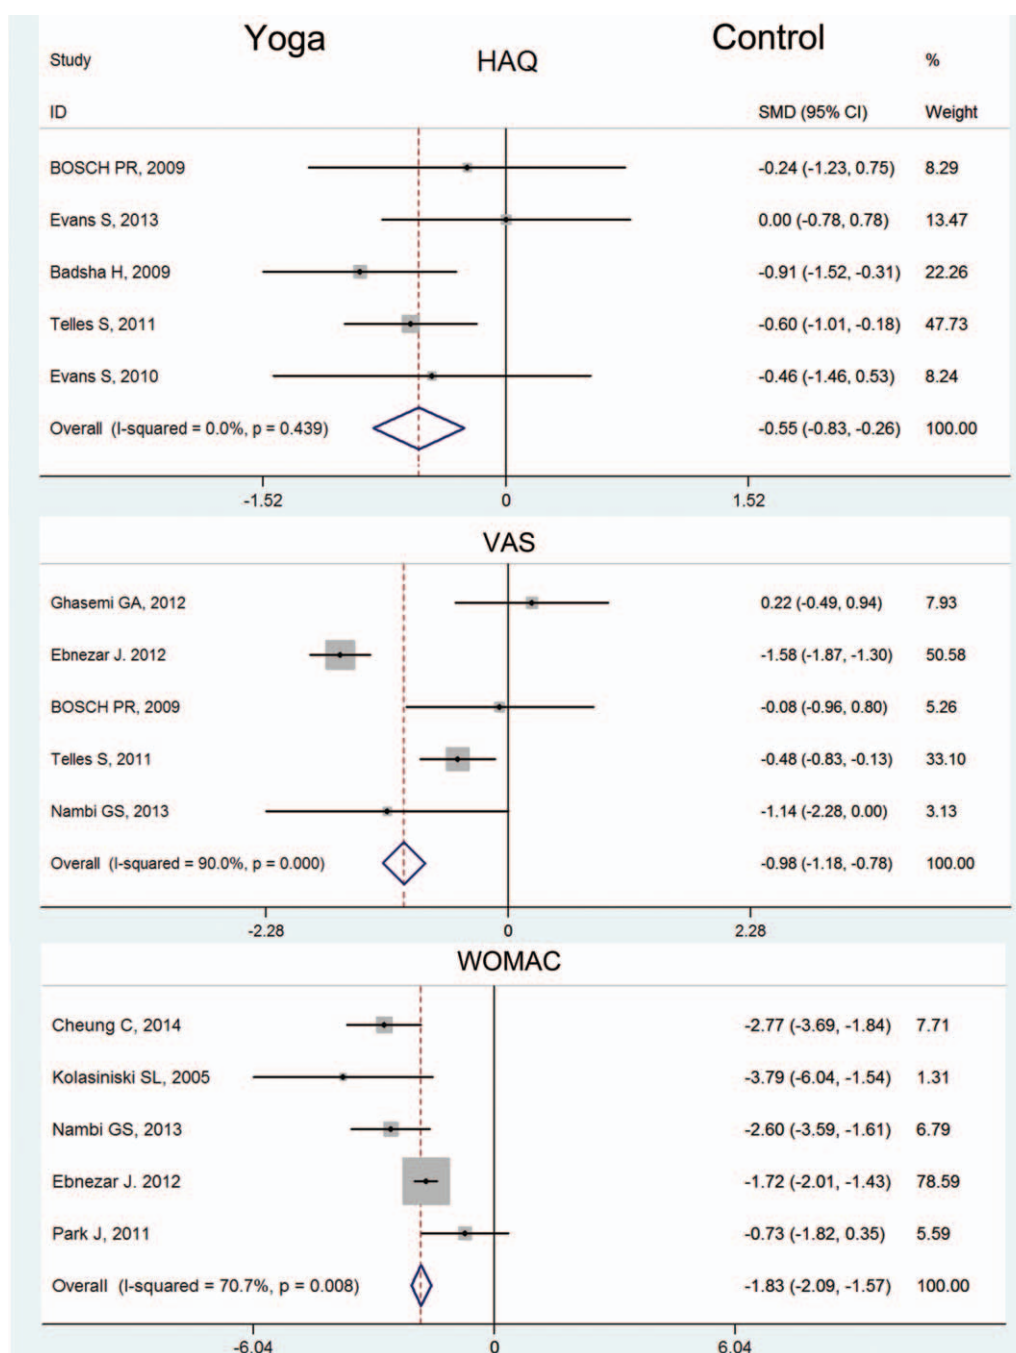 Yoga Control
Study HAQ %
ID SMD (95% CI) Weight
BOSCH PR, 2009 -0.24 (-1.23, 0.75) 8.29
Evans S, 2013 0.00 (-0.78, 0.78) 13.47
Badsha H, 2009 -0.91 (-1.52, -0.31) 22.26
Telles S, 2011 -0.60 (-1.01, -0.18) 47.73
Evans S, 2010 -0.46 (-1.46, 0.53) 8.24
Overall (I-squared = 0.0%, p = 0.439) -0.55 (-0.83, -0.26) 100.00
-1.52 0 1.52
VAS
Ghasemi GA, 2012 0.22 (-0.49, 0.94) 7.93
Ebnezar J. 2012 -1.58 (-1.87, -1.30) 50.58
BOSCH PR, 2009 -0.08 (-0.96, 0.80) 5.26
Telles S, 2011 -0.48 (-0.83, -0.13) 33.10
Nambi GS, 2013 -1.14 (-2.28, 0.00) 3.13
Overall (I-squared = 90.0%, p = 0.000) -0.98 (-1.18, -0.78) 100.00
-2.28 0 2.28
WOMAC
Cheung C, 2014 -2.77 (-3.69, -1.84) 7.71
Kolasiniski SL, 2005 -3.79 (-6.04, -1.54) 1.31
Nambi GS, 2013 -2.60 (-3.59, -1.61) 6.79
Ebnezar J. 2012 -1.72 (-2.01, -1.43) 78.59
Park J, 2011 -0.73 (-1.82, 0.35) 5.59
Overall (I-squared = 70.7%, p = 0.008) -1.83 (-2.09, -1.57) 100.00
-6.04 0 6.04